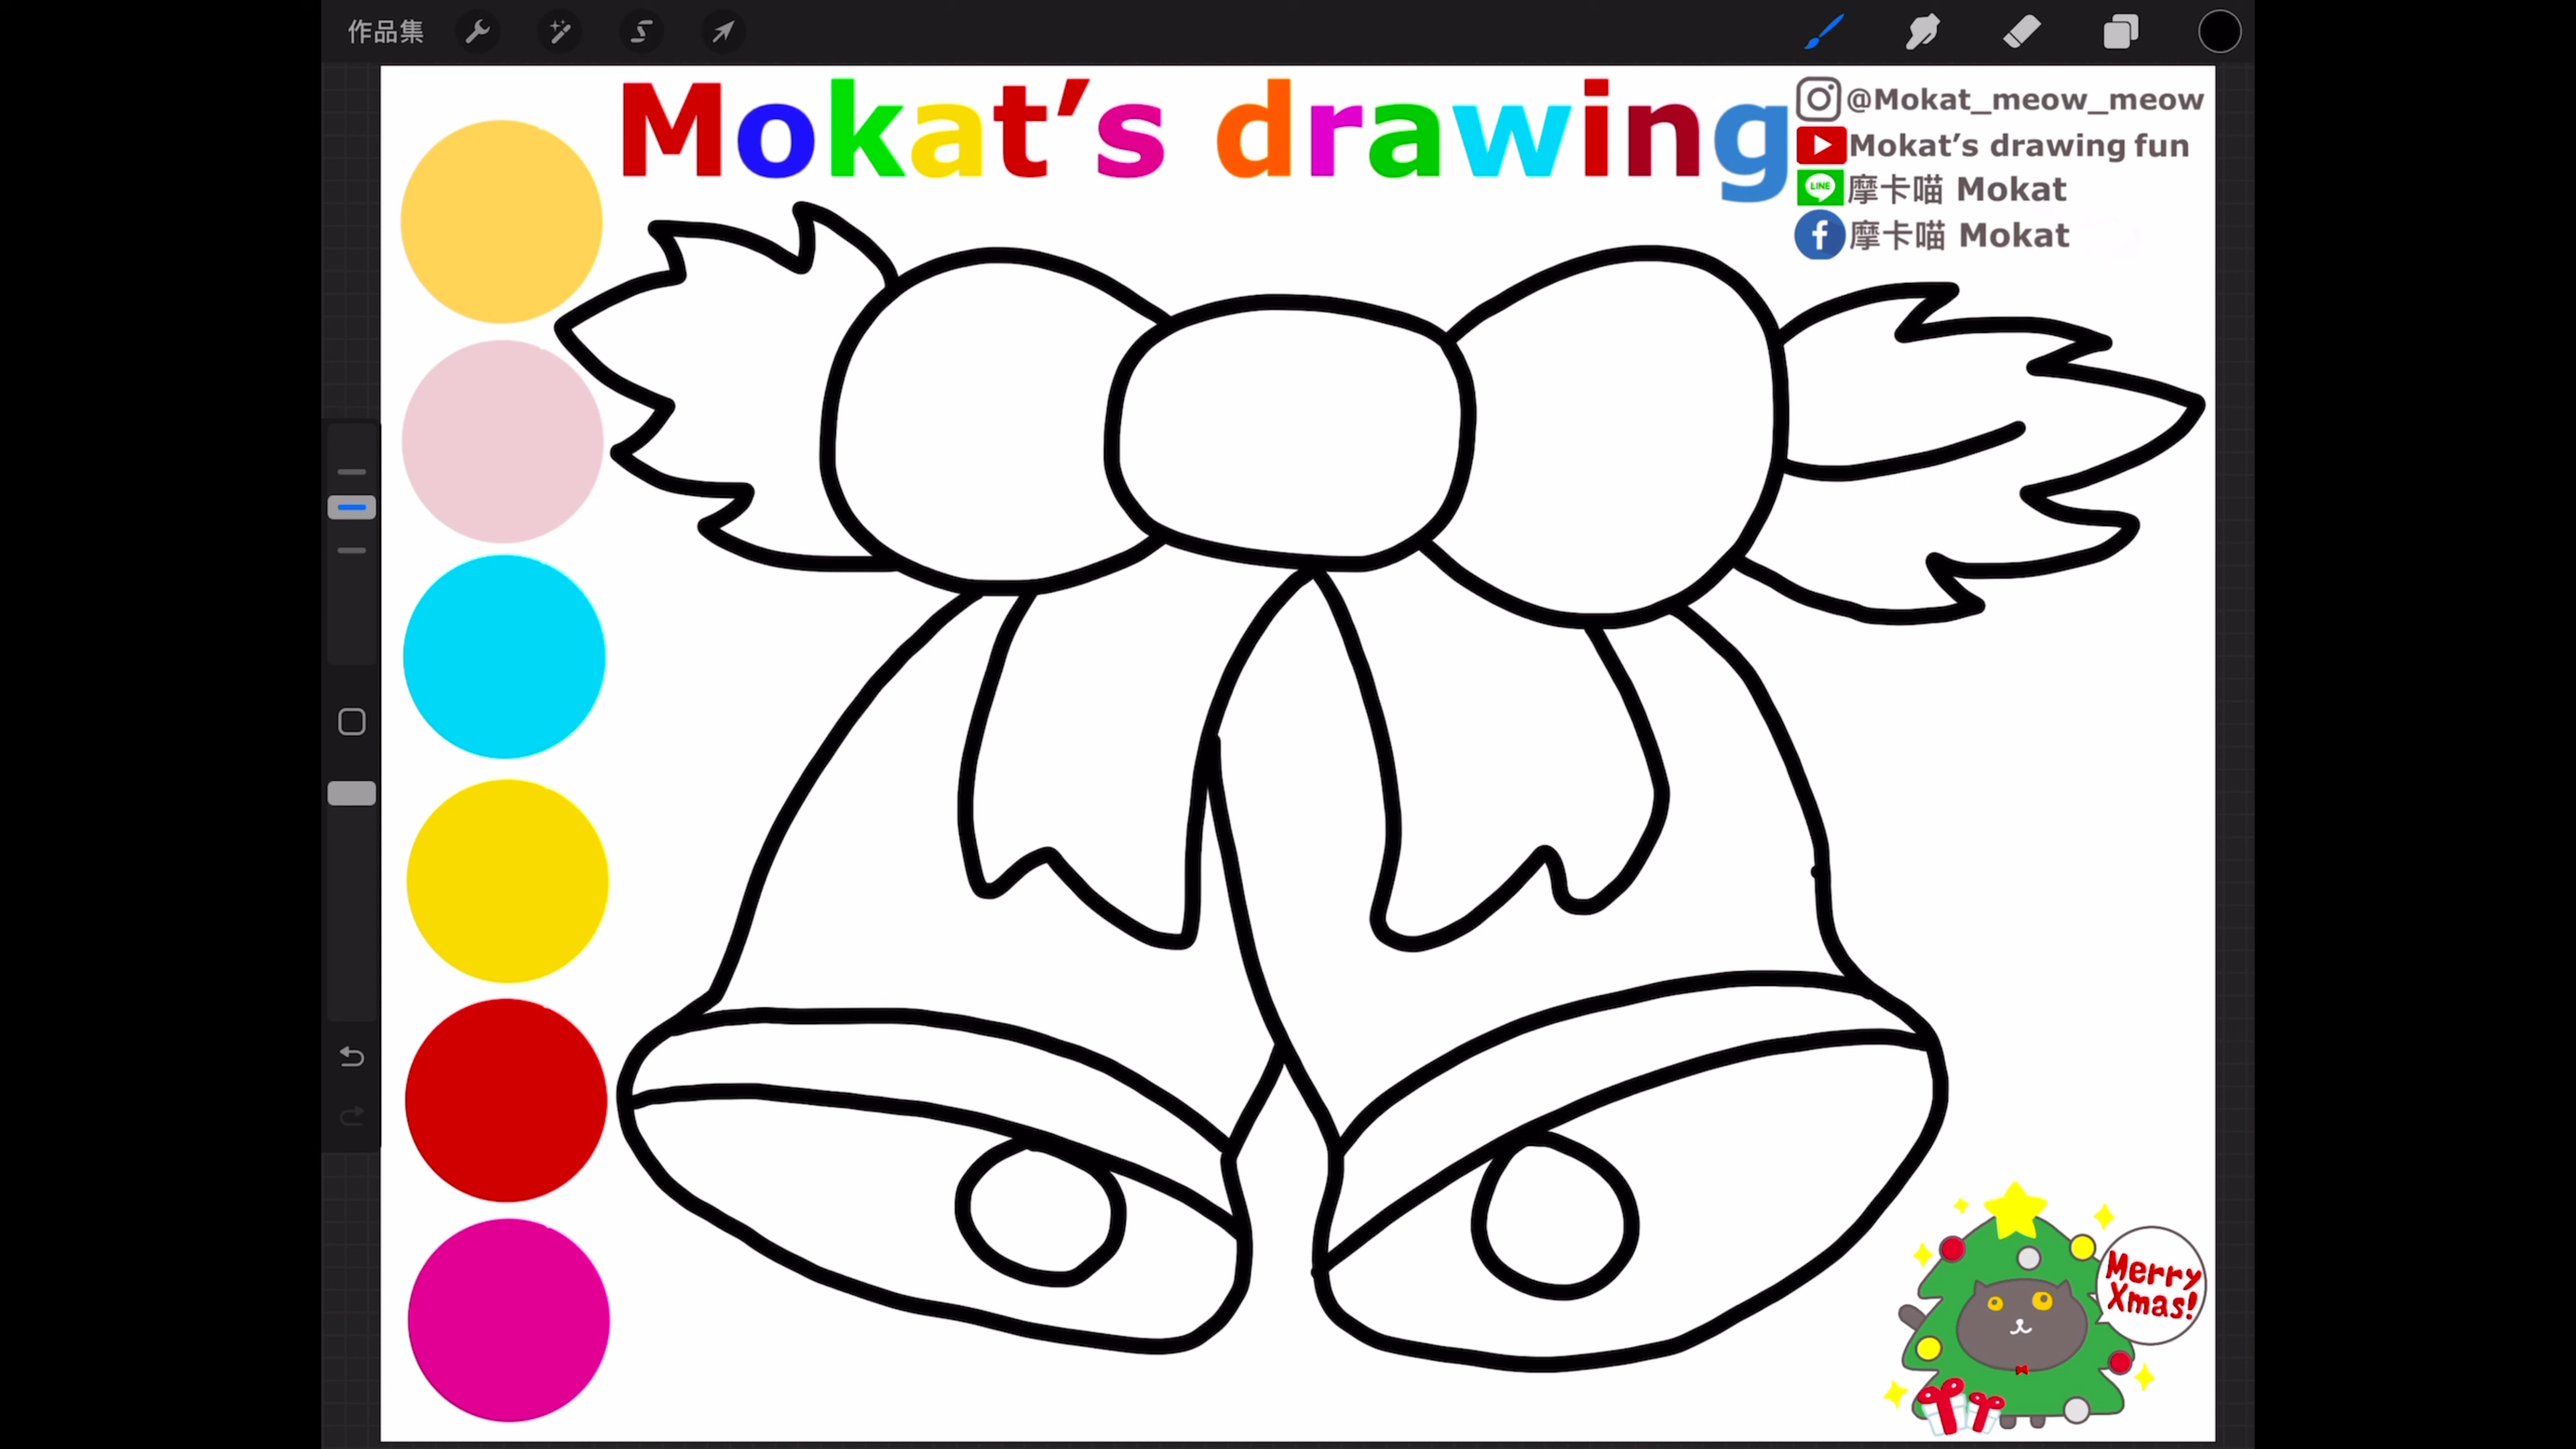 作品集
Mokat’s drawing
@Mokat_meow_meow
Mokat’s drawing fun
LINE
摩卡喵 Mokat
f
摩卡喵 Mokat
Merry
Xmas!